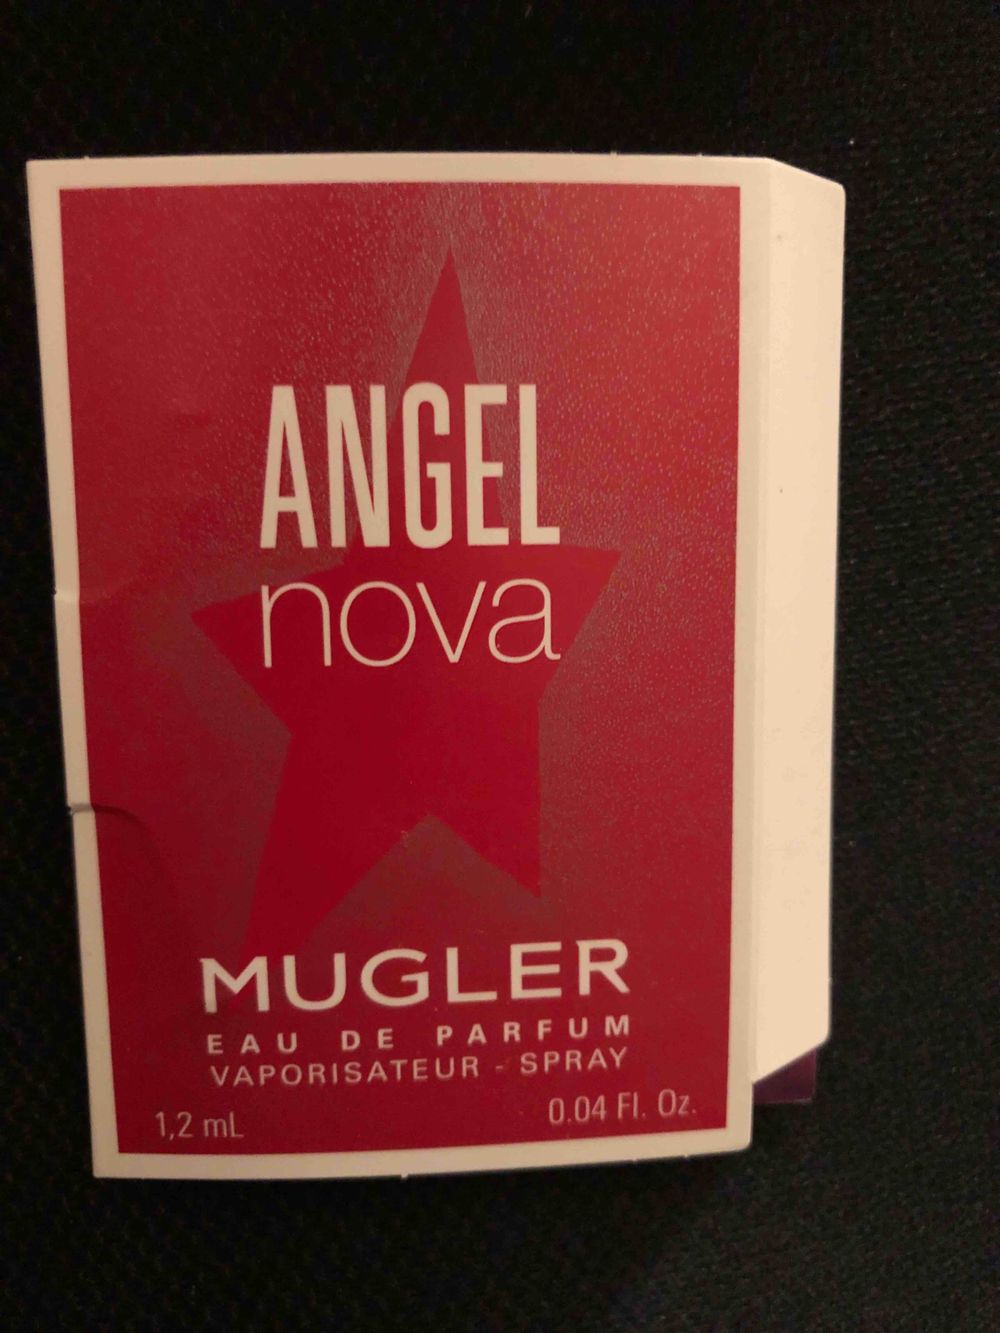 ANGEL
nova
MUGLER
EAU DE PARFUM
VAPORISATEUR - SPRAY
1,2 mL 0.04 Fl. Oz.